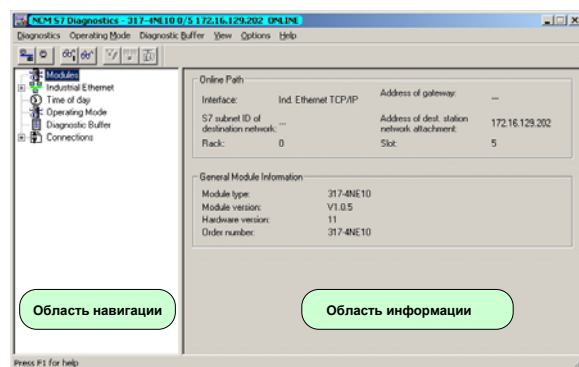 NCM S7 Diagnostics - 317-4NE10 0/5 172.16.129.202 ONLINE
Diagnostics Operating Mode Diagnostic Buffer View Options Help
Modules
Industrial Ethernet
Time of day
Operating Mode
Diagnostic Buffer
Connections
Online Path
Interface: Ind. Ethernet TCP/IP Address of gateway: ---
S7 subnet ID of destination network: --- Address of dest. station network attachment: 172.16.129.202
Rack: 0 Slot: 5
General Module Information
Module type: 317-4NE10
Module version: V1.0.5
Hardware version: 11
Order number: 317-4NE10
Область навигации
Область информации
Press F1 for help